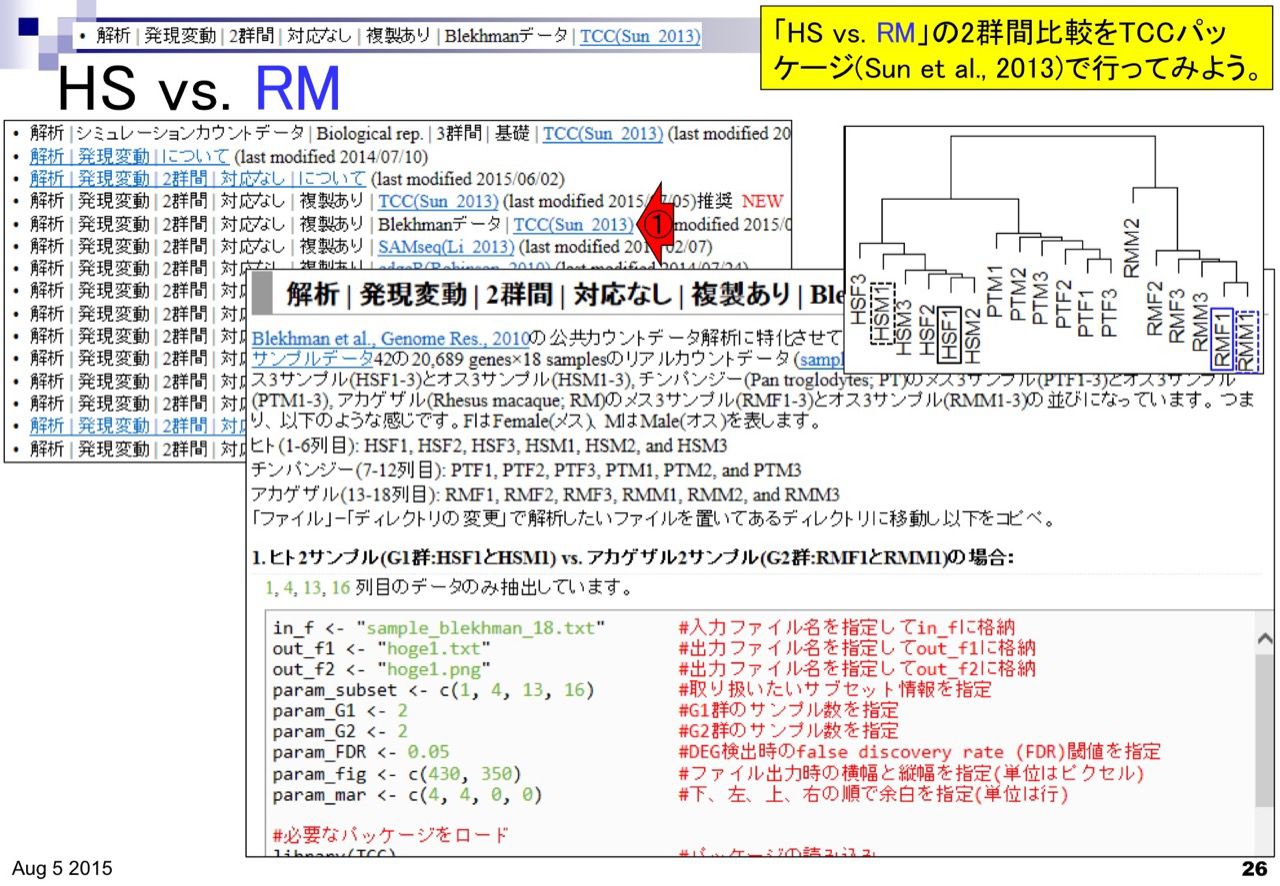 • 解析 | 発現変動 | 2群間 | 対応なし | 複製あり | Blekhmanデータ | TCC(Sun_2013)
「HS vs. RM」の2群間比較をTCCパッ
ケージ(Sun et al., 2013)で行ってみよう。
HS vs. RM
• 解析 | シミュレーションカウントデータ | Biological rep. | 3群間 | 基礎 | TCC(Sun_2013) (last modified 20
• 解析 | 発現変動 | について (last modified 2014/07/10)
• 解析 | 発現変動 | 2群間 | 対応なし | について (last modified 2015/06/02)
• 解析 | 発現変動 | 2群間 | 対応なし | 複製あり | TCC(Sun_2013) (last modified 2015/ /05)推奨 NEW
• 解析 | 発現変動 | 2群間 | 対応なし | 複製あり | Blekhmanデータ | TCC(Sun_2013) ① modified 2015/0
• 解析 | 発現変動 | 2群間 | 対応なし | 複製あり | SAMseq(Li_2013) (last modified 201 /02/07)
• 解析 | 発現変動 | 2群間 | 対応なし | 複製あり | edgeR(Robinson_2010) (last modified 2014/07/24)
• 解析 | 発現変動 | 2群間 | 対応
• 解析 | 発現変動 | 2群間 | 対応
• 解析 | 発現変動 | 2群間 | 対応
• 解析 | 発現変動 | 2群間 | 対応
• 解析 | 発現変動 | 2群間 | 対応
• 解析 | 発現変動 | 2群間 | 対応
• 解析 | 発現変動 | 2群間 | 対応
• 解析 | 発現変動 | 2群間 | 対応
HSF3
HSM1
HSM3
HSF2
HSF1
HSM2
PTM1
PTM2
PTM3
PTF2
PTF1
PTF3
RMM2
RMF2
RMF3
RMM3
RMF1
RMM1
解析 | 発現変動 | 2群間 | 対応なし | 複製あり | Ble
Blekhman et al., Genome Res., 2010の 公共カウントデータ解析に特化させて
サンプルデータ42の 20,689 genes×18 samplesのリアルカウントデータ (sampl
ス3サンプル(HSF1-3)とオス3サンプル(HSM1-3), チンパンジー(Pan troglodytes; PT)のメス3サンプル(PTF1-3)とオス3サンプル
(PTM1-3), アカゲザル(Rhesus macaque; RM)のメス3サンプル(RMF1-3)とオス3サンプル(RMM1-3)の 並びになっています。つま
り、以下のような感じです。FはFemale(メス)、MはMale(オス)を表します。
ヒト(1-6列目): HSF1, HSF2, HSF3, HSM1, HSM2, and HSM3
チンパンジー(7-12列目): PTF1, PTF2, PTF3, PTM1, PTM2, and PTM3
アカゲザル(13-18列目): RMF1, RMF2, RMF3, RMM1, RMM2, and RMM3
「ファイル」−「ディレクトリの変更」で解析したいファイルを置いてあるディレクトリに移動し以下をコピペ。
1. ヒト2サンプル(G1群:HSF1とHSM1) vs. アカゲザル2サンプル(G2群:RMF1とRMM1)の場合:
1, 4, 13, 16 列目のデータのみ抽出しています。
in_f <- "sample_blekhman_18.txt" #入力ファイル名を指定してin_fに格納
out_f1 <- "hoge1.txt" #出力ファイル名を指定してout_f1に格納
out_f2 <- "hoge1.png" #出力ファイル名を指定してout_f2に格納
param_subset <- c(1, 4, 13, 16) #取り扱いたいサブセット情報を指定
param_G1 <- 2 #G1群のサンプル数を指定
param_G2 <- 2 #G2群のサンプル数を指定
param_FDR <- 0.05 #DEG検出時のfalse discovery rate (FDR)閾値を指定
param_fig <- c(430, 350) #ファイル出力時の横幅と縦幅を指定(単位はピクセル)
param_mar <- c(4, 4, 0, 0) #下、左、上、右の順で余白を指定(単位は行)
#必要なパッケージをロード
library(TCC) #パッケージの読み込み
Aug 5 2015
26